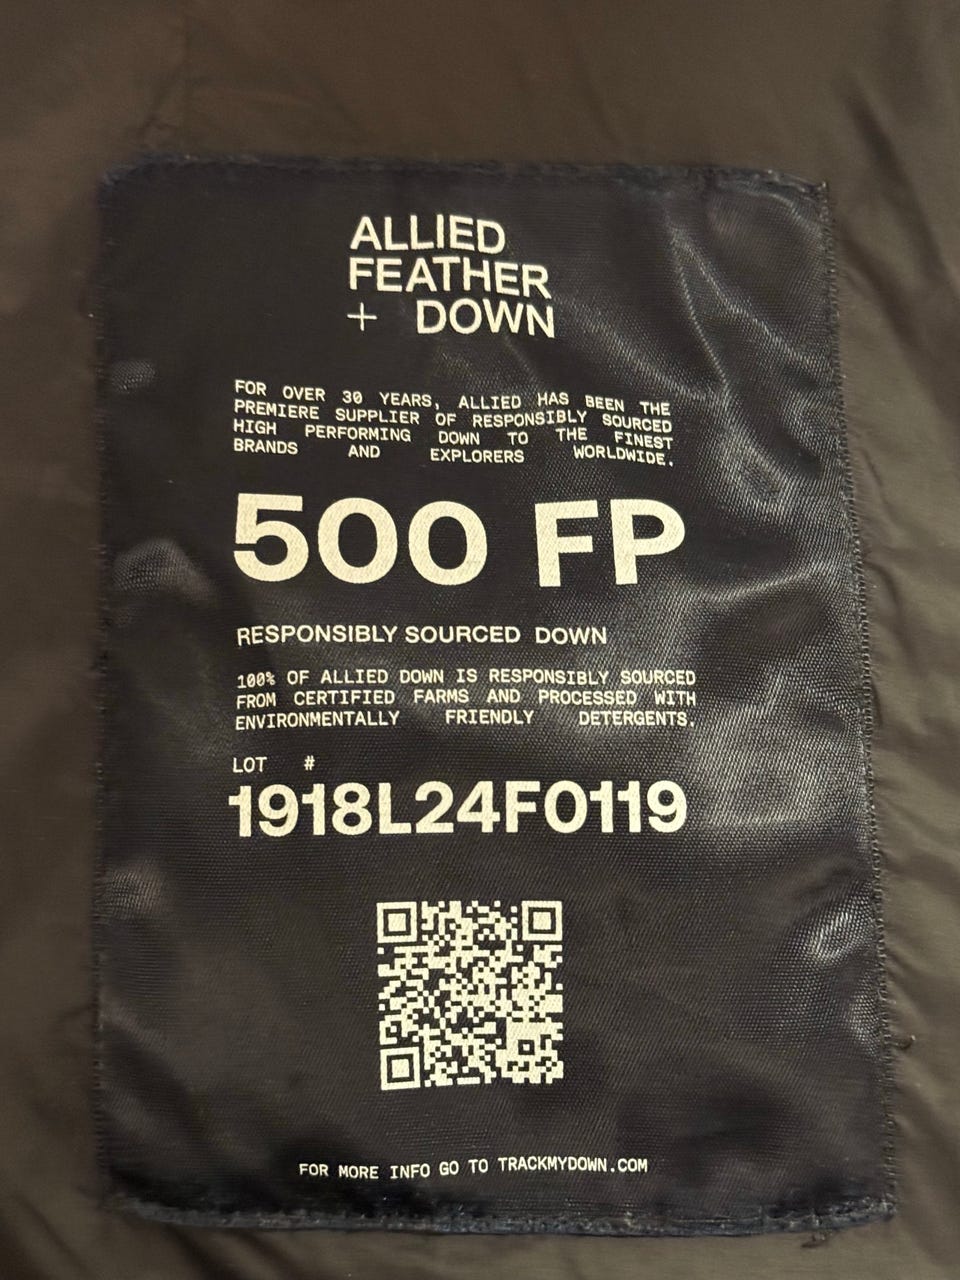 ALLIED
FEATHER
+ DOWN
FOR OVER 30 YEARS, ALLIED HAS BEEN THE
PREMIERE SUPPLIER OF RESPONSIBLY SOURCED
HIGH PERFORMING DOWN TO THE FINEST
BRANDS AND EXPLORERS WORLDWIDE.
500 FP
RESPONSIBLY SOURCED DOWN
100% OF ALLIED DOWN IS RESPONSIBLY SOURCED
FROM CERTIFIED FARMS AND PROCESSED WITH
ENVIRONMENTALLY FRIENDLY DETERGENTS.
LOT #
1918L24F0119
FOR MORE INFO GO TO TRACKMYDOWN.COM